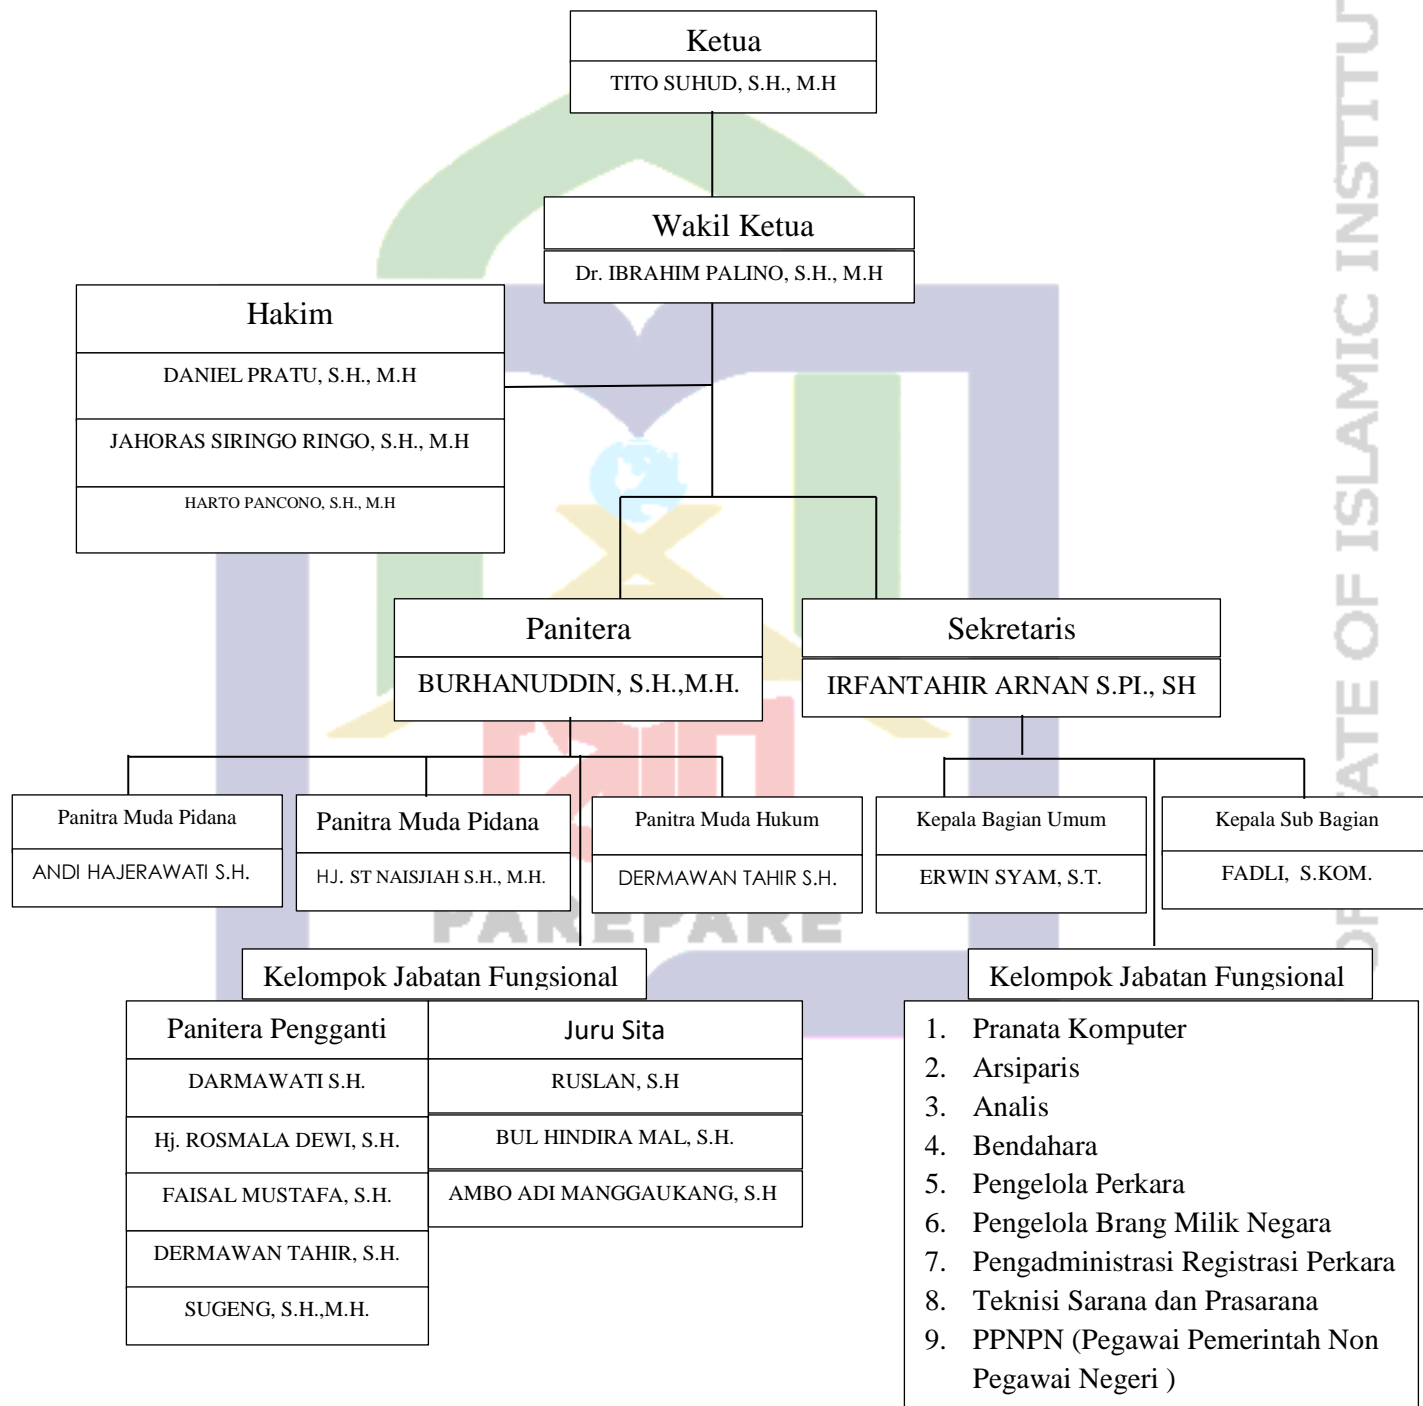 Ketua
TITO SUHUD, S.H., M.H
Wakil Ketua
Dr. IBRAHIM PALINO, S.H., M.H
Hakim
DANIEL PRATU, S.H., M.H
JAHORAS SIRINGO RINGO, S.H., M.H
HARTO PANCONO, S.H., M.H
Panitera
BURHANUDDIN, S.H.,M.H.
Sekretaris
IRFANTAHIR ARNAN S.PI., SH
Panitra Muda Pidana
ANDI HAJERAWATI S.H.
Panitra Muda Pidana
HJ. ST NAISJIAH S.H., M.H.
Panitra Muda Hukum
DERMAWAN TAHIR S.H.
Kepala Bagian Umum
ERWIN SYAM, S.T.
Kepala Sub Bagian
FADLI, S.KOM.
PAREPARE
Kelompok Jabatan Fungsional
Panitera Pengganti
DARMAWATI S.H.
Hj. ROSMALA DEWI, S.H.
FAISAL MUSTAFA, S.H.
DERMAWAN TAHIR, S.H.
SUGENG, S.H.,M.H.
Juru Sita
RUSLAN, S.H
BUL HINDIRA MAL, S.H.
AMBO ADI MANGGAUKANG, S.H
Kelompok Jabatan Fungsional
1. Pranata Komputer
2. Arsiparis
3. Analis
4. Bendahara
5. Pengelola Perkara
6. Pengelola Brang Milik Negara
7. Pengadministrasi Registrasi Perkara
8. Teknisi Sarana dan Prasarana
9. PPNPN (Pegawai Pemerintah Non
Pegawai Negeri )
OF ISLAMIC